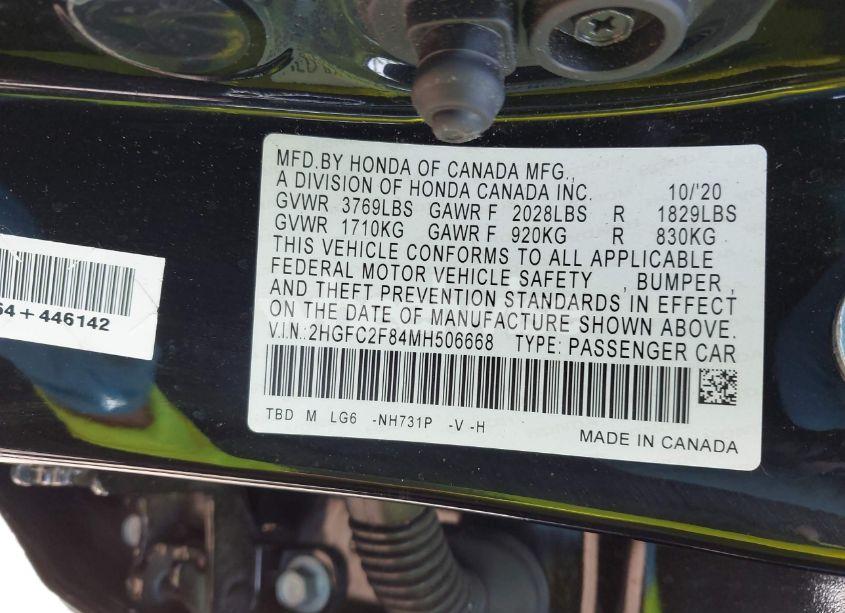 MFD.BY HONDA OF CANADA MFG.,
A DIVISION OF HONDA CANADA INC. 10/'20
GVWR 3769LBS GAWR F 2028LBS R 1829LBS
GVWR 1710KG GAWR F 920KG R 830KG
THIS VEHICLE CONFORMS TO ALL APPLICABLE
FEDERAL MOTOR VEHICLE SAFETY , BUMPER ,
AND THEFT PREVENTION STANDARDS IN EFFECT
ON THE DATE OF MANUFACTURE SHOWN ABOVE.
V.I.N.:2HGFC2F84MH506668 TYPE: PASSENGER CAR
TBD M LG6 -NH731P -V -H
MADE IN CANADA
64+446142